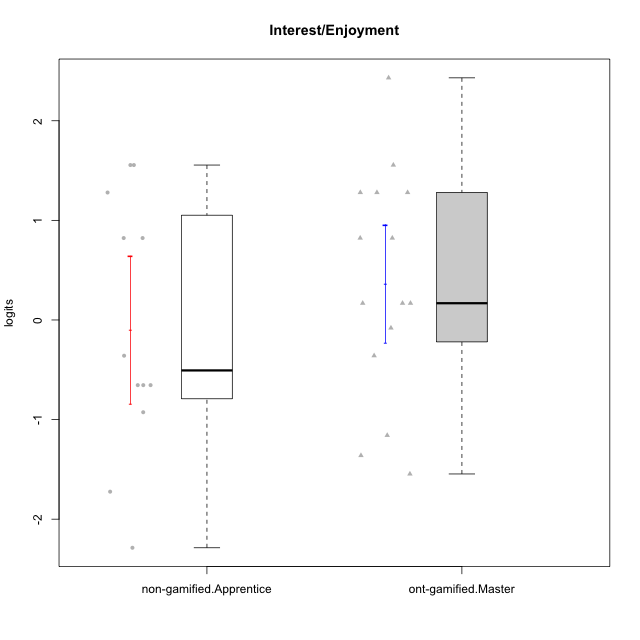 Interest/Enjoyment
logits
2
1
0
-1
-2
non-gamified.Apprentice
ont-gamified.Master